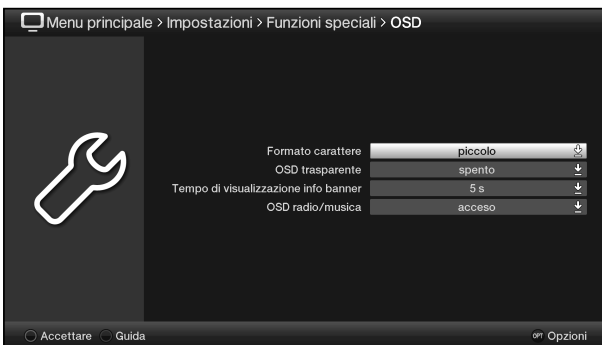 Menu principale > Impostazioni > Funzioni speciali > OSD
Formato carattere piccolo
OSD trasparente spento
Tempo di visualizzazione info banner 5 s
OSD radio/musica acceso
Accettare Guida OPT Opzioni